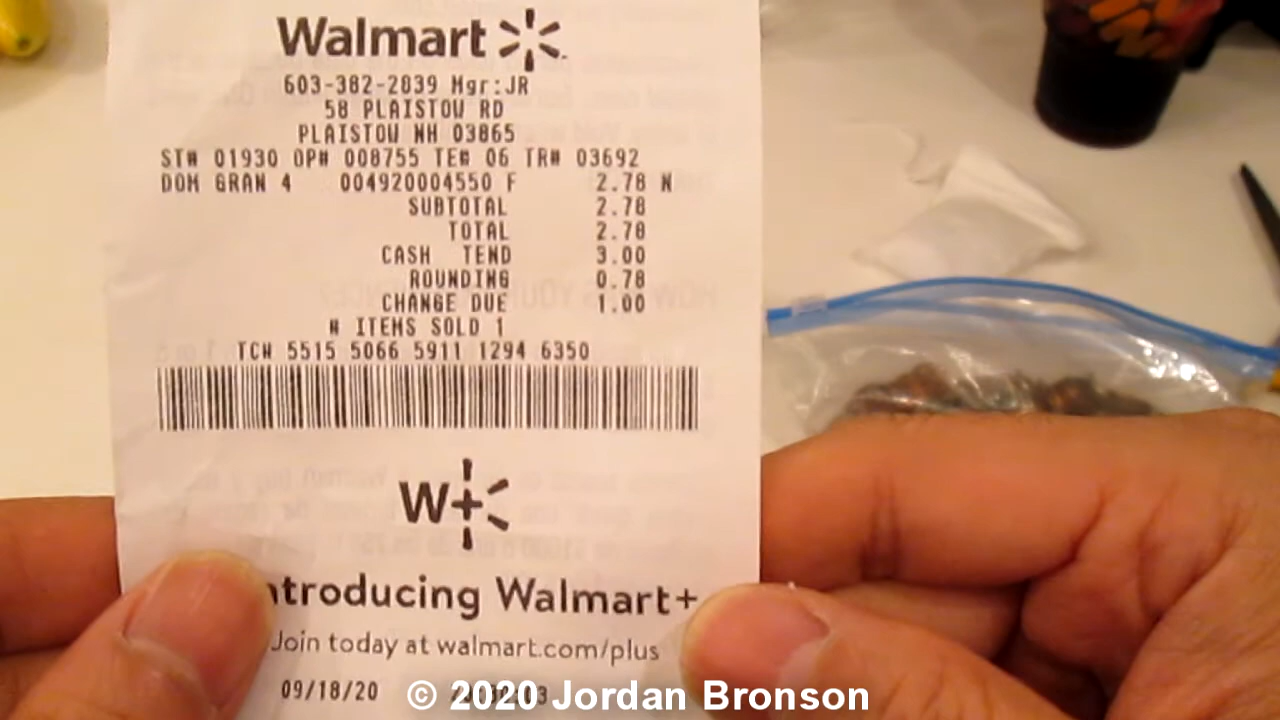 Walmart
603-382-2839 Mgr:JR
58 PLAISTOW RD
PLAISTOW NH 03865
ST# 01930 OP# 008755 TE# 06 TR# 03692
DOM GRAN 4 004920004550 F 2.78 N
SUBTOTAL 2.78
TOTAL 2.78
CASH TEND 3.00
ROUNDING 0.78
CHANGE DUE 1.00
# ITEMS SOLD 1
TC# 5515 5066 5911 1294 6350
W+
ntroducing Walmart+
Join today at walmart.com/plus
09/18/20
© 2020 Jordan Bronson